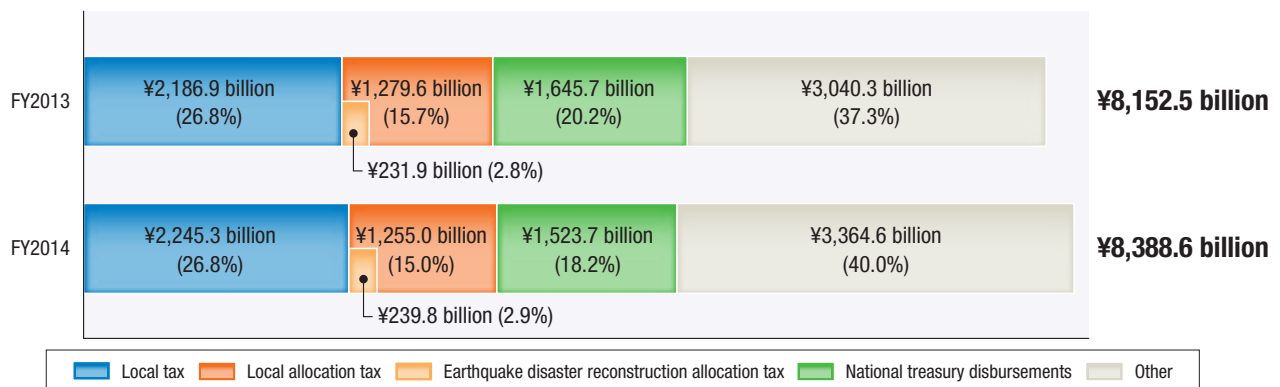 FY2013
¥2,186.9 billion
(26.8%)
¥1,279.6 billion
(15.7%)
¥1,645.7 billion
(20.2%)
¥3,040.3 billion
(37.3%)
¥8,152.5 billion
¥231.9 billion (2.8%)
FY2014
¥2,245.3 billion
(26.8%)
¥1,255.0 billion
(15.0%)
¥1,523.7 billion
(18.2%)
¥3,364.6 billion
(40.0%)
¥8,388.6 billion
¥239.8 billion (2.9%)
Local tax Local allocation tax Earthquake disaster reconstruction allocation tax National treasury disbursements Other